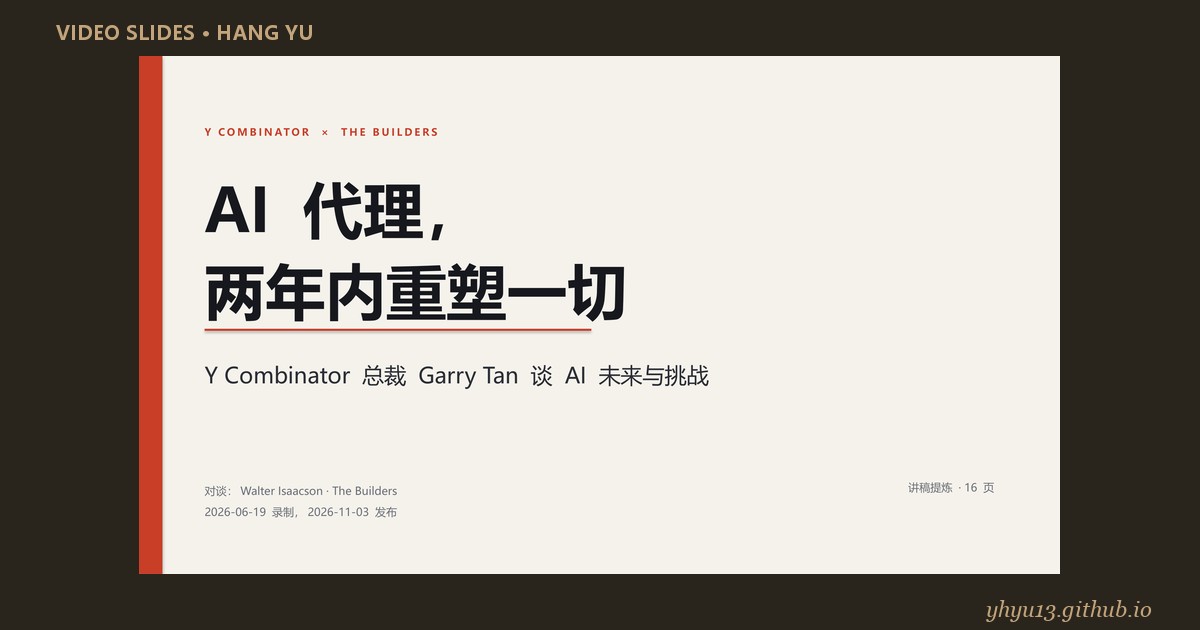 VIDEO SLIDES • HANG YU
Y COMBINATOR × THE BUILDERS
AI 代理，
两年内重塑一切
Y Combinator 总裁 Garry Tan 谈 AI 未来与挑战
对谈： Walter Isaacson · The Builders
2026-06-19 录制， 2026-11-03 发布
讲稿提炼 · 16 页
yhyu13.github.io